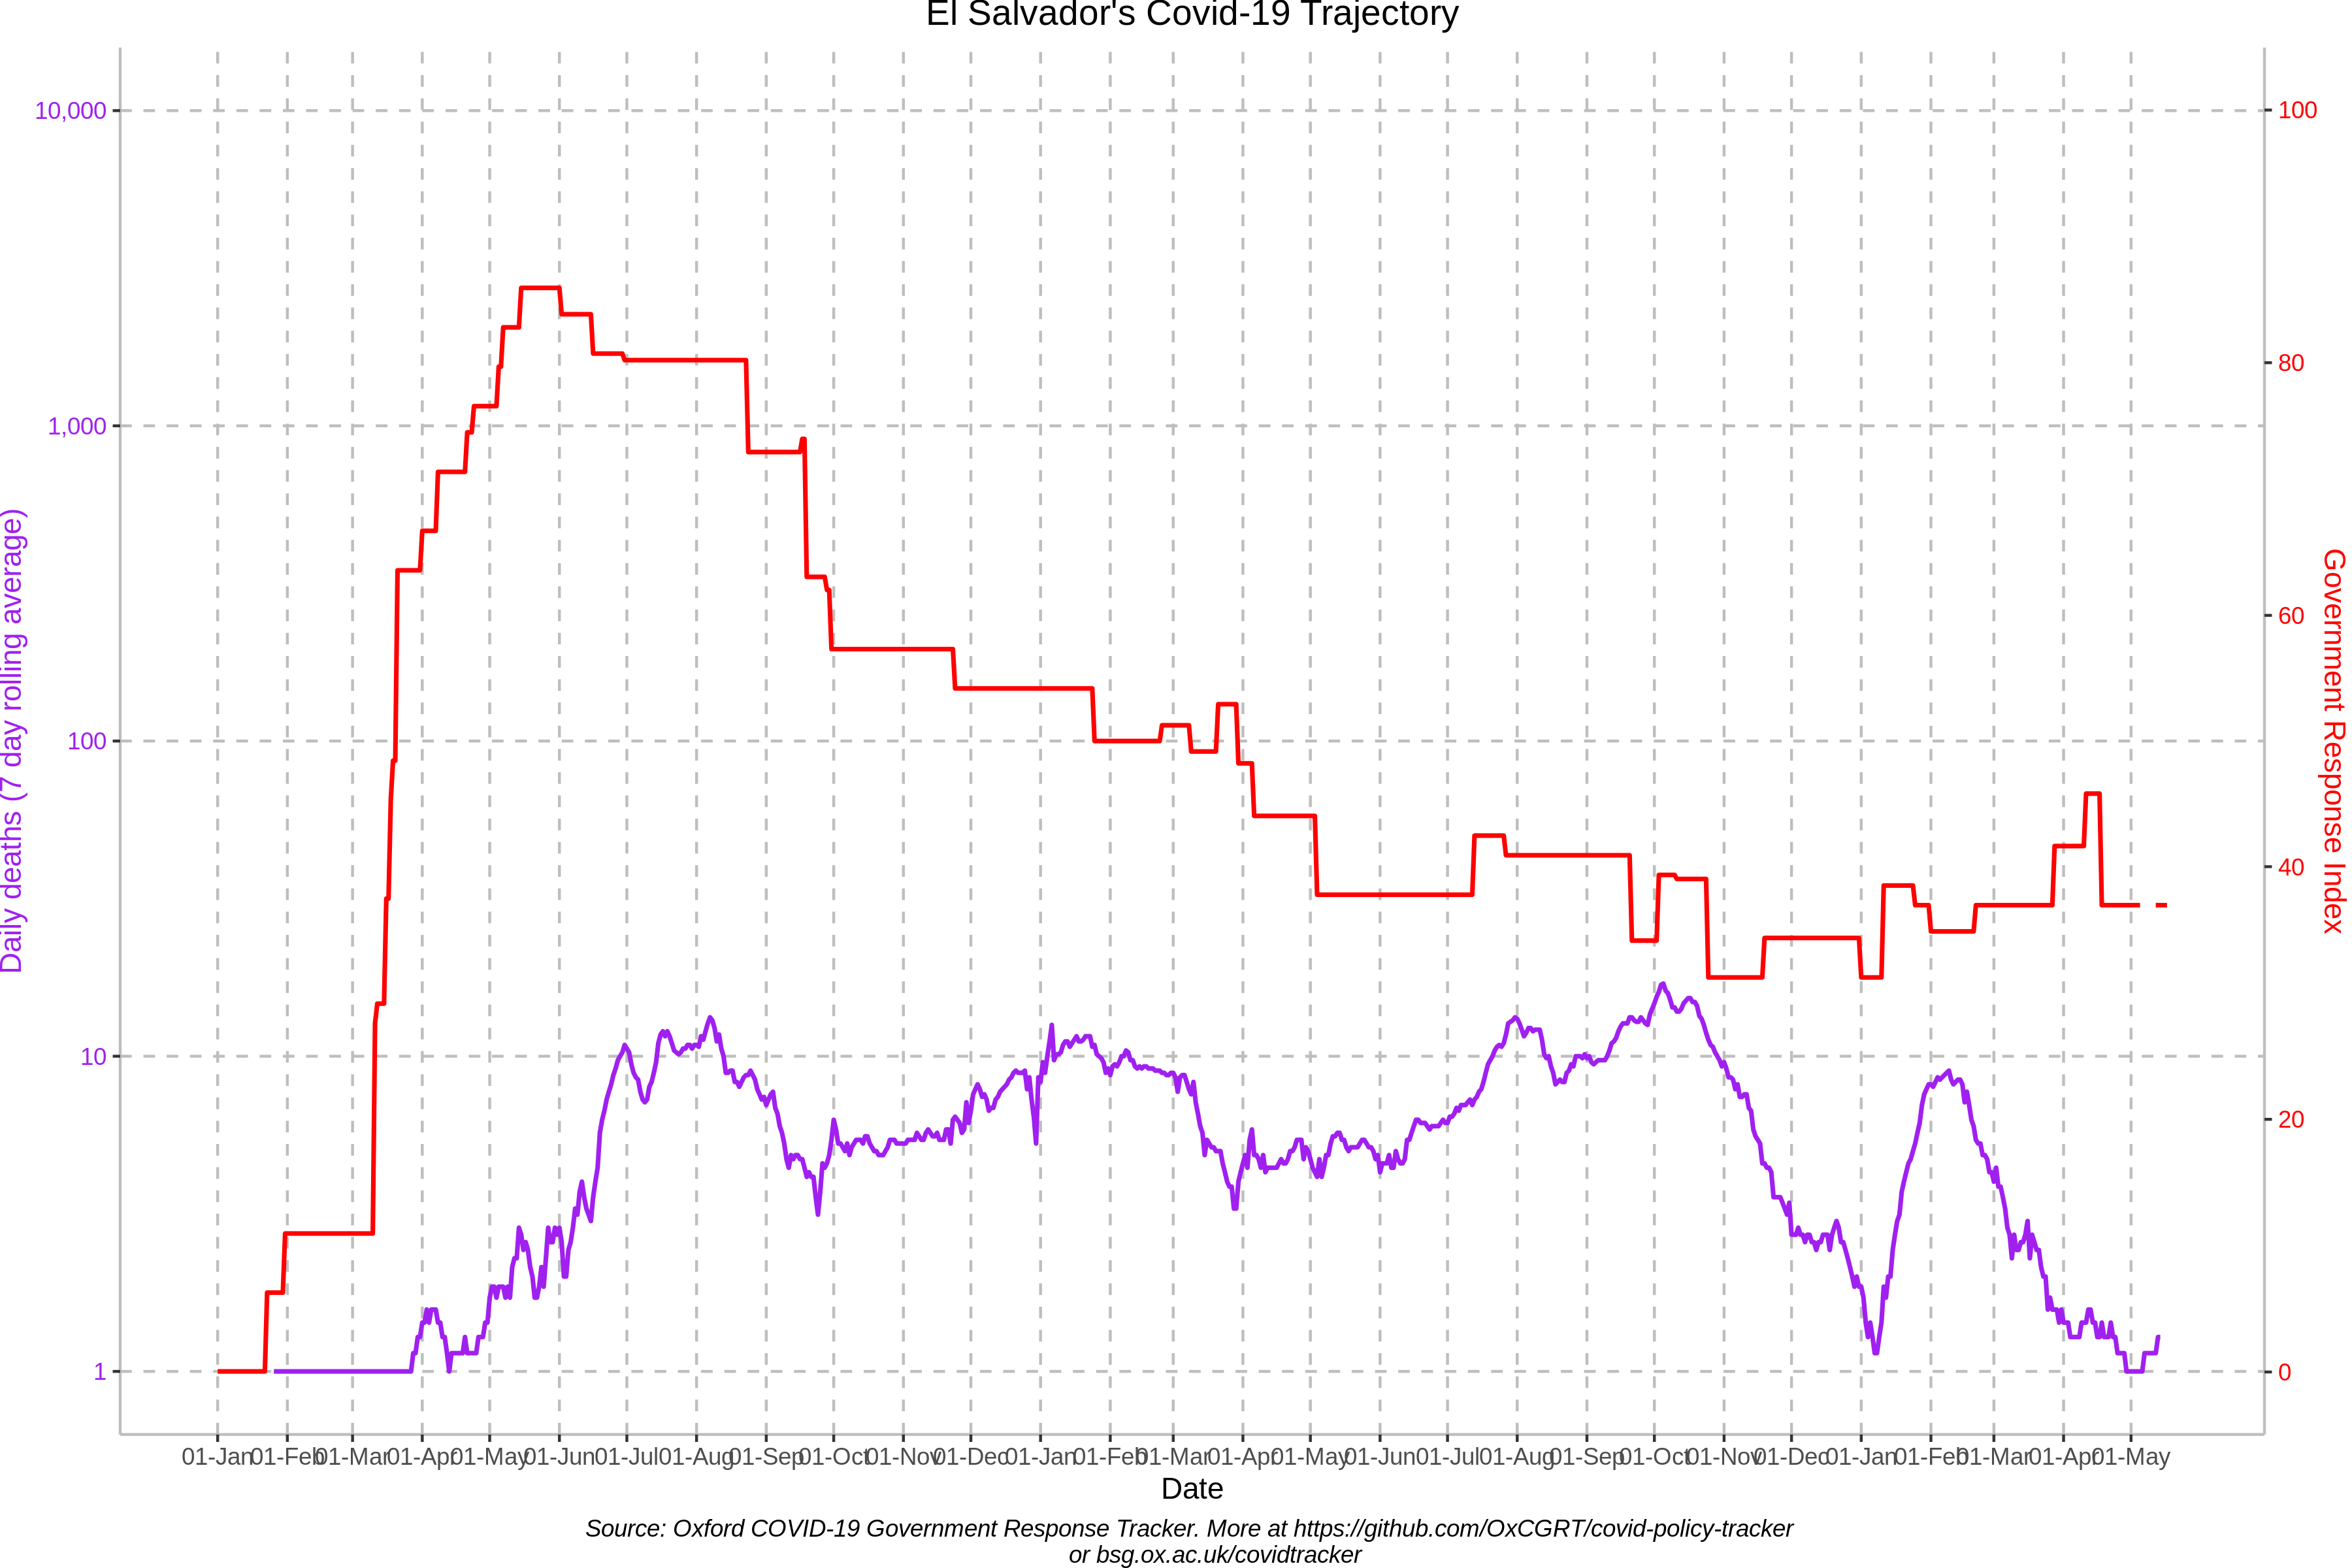 El Salvador's Covid-19 Trajectory
10,000
1,000
100
10
1
Daily deaths (7 day rolling average)
100
80
60
40
20
0
Government Response Index
01-Jan 01-Feb 01-Mar 01-Apr 01-May 01-Jun 01-Jul 01-Aug 01-Sep 01-Oct 01-Nov 01-Dec 01-Jan 01-Feb 01-Mar 01-Apr 01-May 01-Jun 01-Jul 01-Aug 01-Sep 01-Oct 01-Nov 01-Dec 01-Jan 01-Feb 01-Mar 01-Apr 01-May
Date
Source: Oxford COVID-19 Government Response Tracker. More at https://github.com/OxCGRT/covid-policy-tracker
or bsg.ox.ac.uk/covidtracker